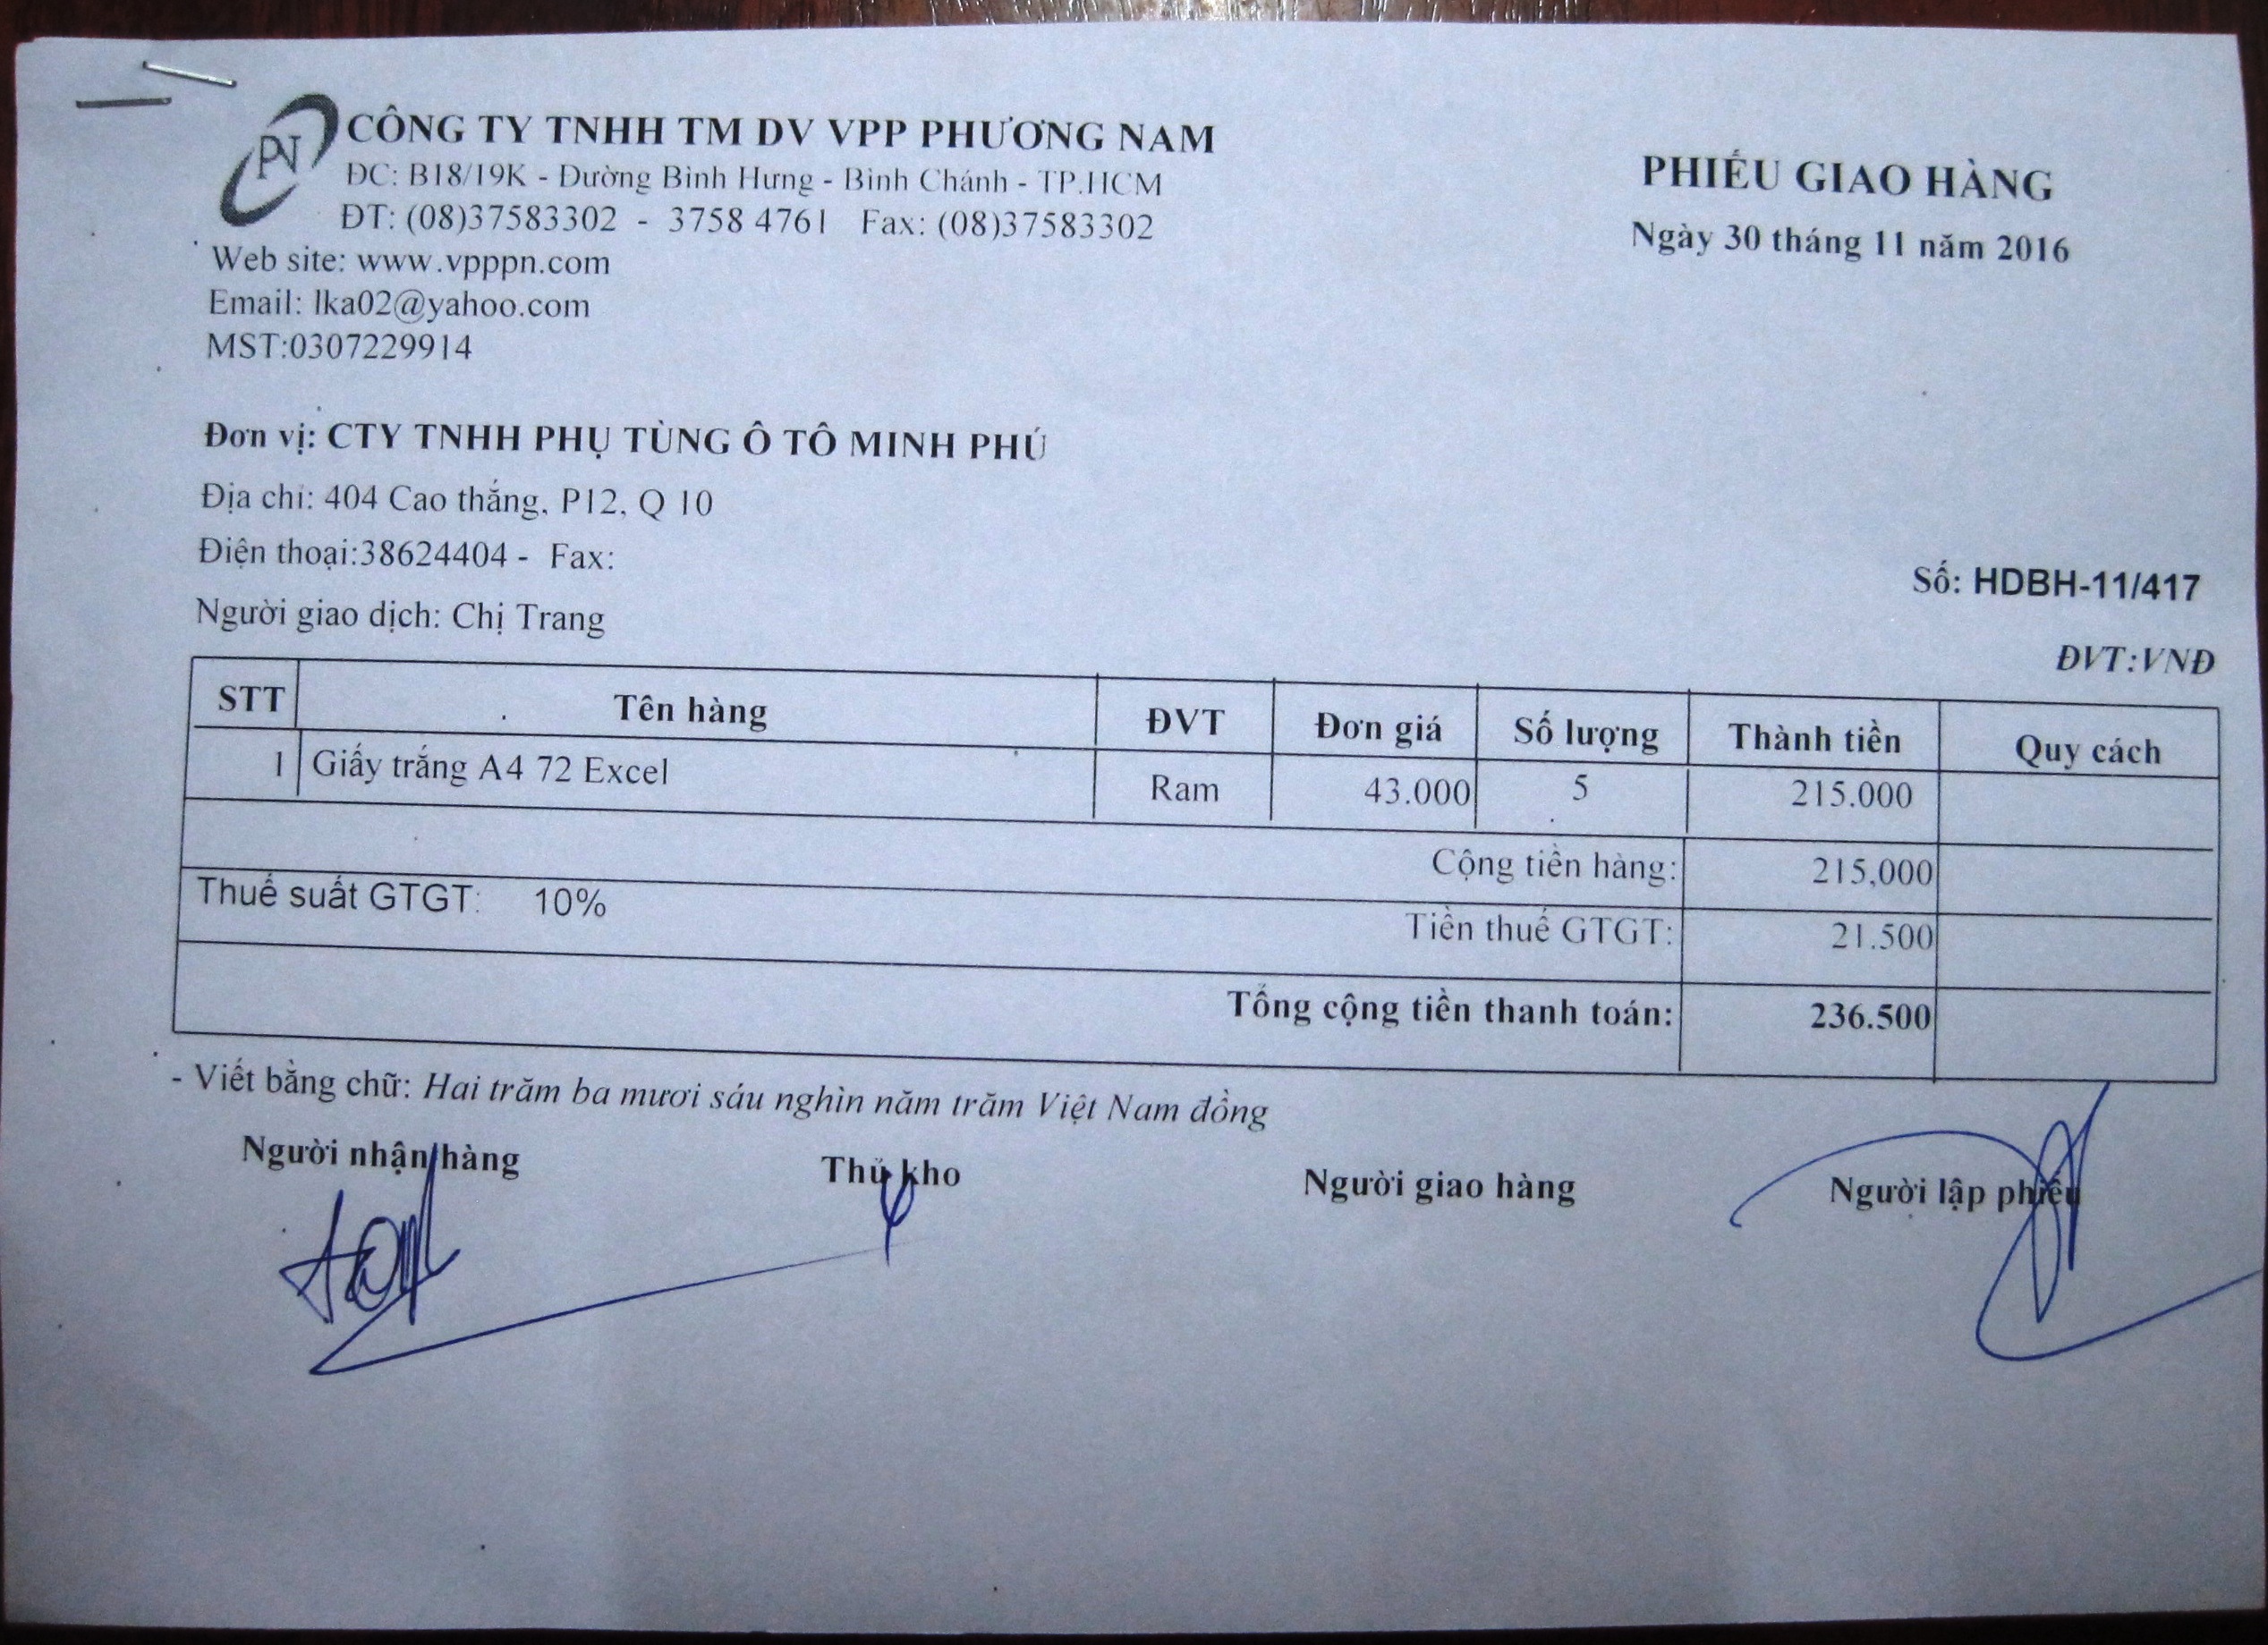 PN
CÔNG TY TNHH TM DV VPP PHƯƠNG NAM
ĐC: B18/19K - Đường Bình Hưng - Bình Chánh - TP.HCM
ĐT: (08)37583302 - 3758 4761 Fax: (08)37583302
Web site: www.vpppn.com
Email: lka02@yahoo.com
MST:0307229914
PHIẾU GIAO HÀNG
Ngày 30 tháng 11 năm 2016
Đơn vị: CTY TNHH PHỤ TÙNG Ô TÔ MINH PHÚ
Địa chỉ: 404 Cao thắng, P12, Q 10
Điện thoại:38624404 - Fax:
Người giao dịch: Chị Trang
Số: HDBH-11/417
ĐVT:VNĐ
STT Tên hàng ĐVT Đơn giá Số lượng Thành tiền Quy cách
1 Giấy trắng A4 72 Excel Ram 43.000 5 215.000
Cộng tiền hàng: 215,000
Thuế suất GTGT: 10% Tiền thuế GTGT: 21.500
Tổng cộng tiền thanh toán: 236.500
- Viết bằng chữ: Hai trăm ba mươi sáu nghìn năm trăm Việt Nam đồng
Người nhận hàng Thủ kho Người giao hàng Người lập phiếu